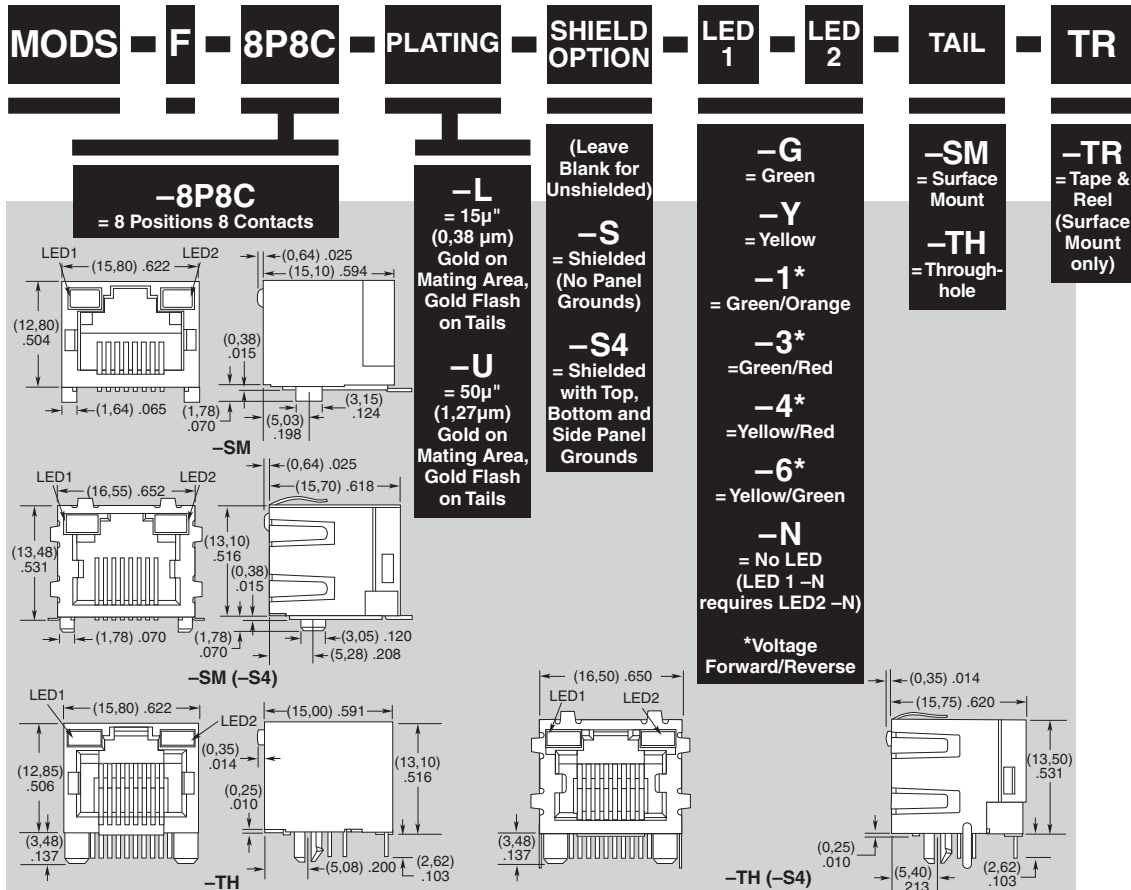 MODS - F - 8P8C - PLATING - SHIELD OPTION - LED 1 - LED 2 - TAIL - TR
–8P8C
= 8 Positions 8 Contacts
–L
= 15µ"
(0,38 µm)
Gold on
Mating Area,
Gold Flash
on Tails
–U
= 50µ"
(1,27µm)
Gold on
Mating Area,
Gold Flash
on Tails
(Leave
Blank for
Unshielded)
–S
= Shielded
(No Panel
Grounds)
–S4
= Shielded
with Top,
Bottom and
Side Panel
Grounds
–G
= Green
–Y
= Yellow
–1*
= Green/Orange
–3*
=Green/Red
–4*
=Yellow/Red
–6*
= Yellow/Green
–N
= No LED
(LED 1 –N
requires LED2 –N)
*Voltage
Forward/Reverse
–SM
= Surface
Mount
–TH
= Through-
hole
–TR
= Tape &
Reel
(Surface
Mount
only)
LED1
LED2
(15,80) .622
(12,80)
.504
(1,64) .065
(0,64) .025
(15,10) .594
(0,38)
.015
(1,78)
.070
(3,15)
.124
(5,03)
.198
–SM
LED1
LED2
(16,55) .652
(13,48)
.531
(1,78) .070
(0,64) .025
(15,70) .618
(13,10)
.516
(0,38)
.015
(1,78)
.070
(3,05) .120
(5,28) .208
–SM (–S4)
LED1
(15,80) .622
LED2
(12,85)
.506
(3,48)
.137
(15,00) .591
(0,35)
.014
(0,25)
.010
(13,10)
.516
(5,08) .200
(2,62)
.103
–TH
(16,50) .650
LED1
LED2
(3,48)
.137
(0,35) .014
(15,75) .620
(13,50)
.531
(0,25)
.010
(5,40)
.213
(2,62)
.103
–TH (–S4)